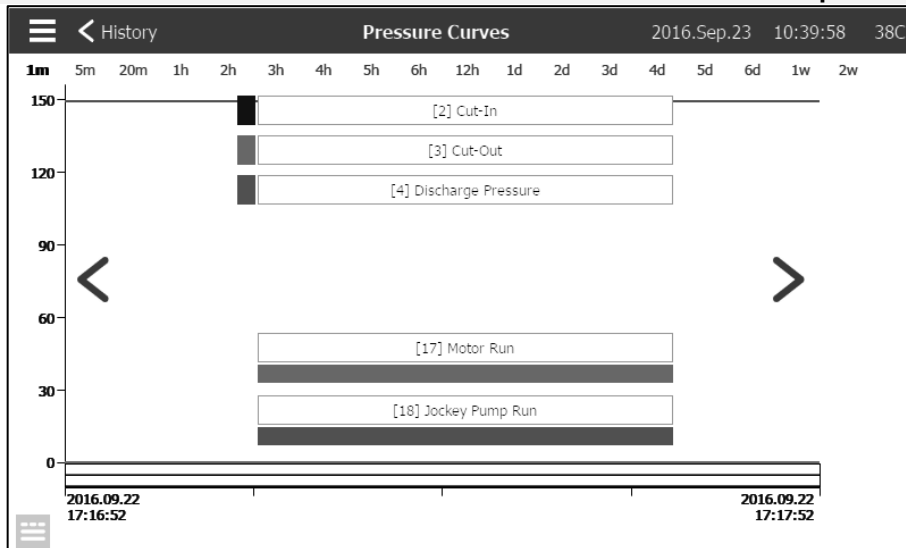 History Pressure Curves 2016.Sep.23 10:39:58 38C
1m 5m 20m 1h 2h 3h 4h 5h 6h 12h 1d 2d 3d 4d 5d 6d 1w 2w
150
[2] Cut-In
[3] Cut-Out
120
[4] Discharge Pressure
90
60
[17] Motor Run
30
[18] Jockey Pump Run
0
2016.09.22 2016.09.22
17:16:52 17:17:52